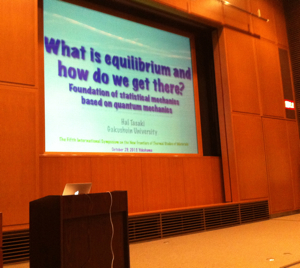 What is equilibrium and
how do we get there?
Foundation of statistical mechanics
based on quantum mechanics
Hal Tasaki
Gakushuin University